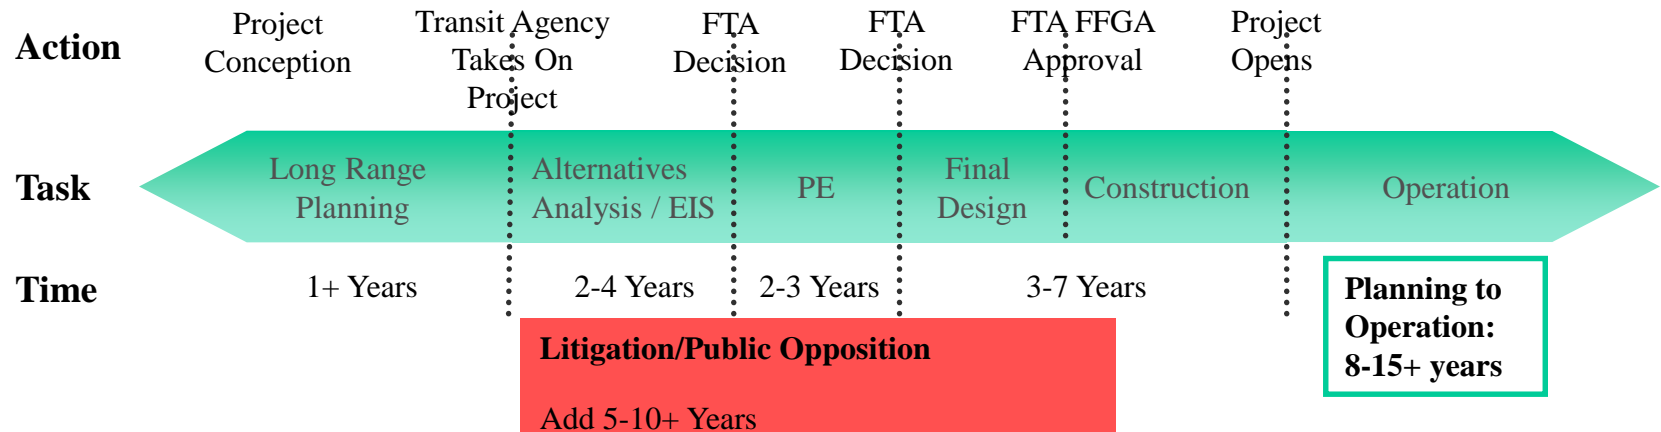 Action
Project
Conception
Transit Agency
Takes On
Project
FTA
Decision
FTA
Decision
FTA FFGA
Approval
Project
Opens
Task
Long Range
Planning
Alternatives
Analysis / EIS
PE
Final
Design
Construction
Operation
Time
1+ Years
2-4 Years
2-3 Years
3-7 Years
Planning to
Operation:
8-15+ years
Litigation/Public Opposition
Add 5-10+ Years